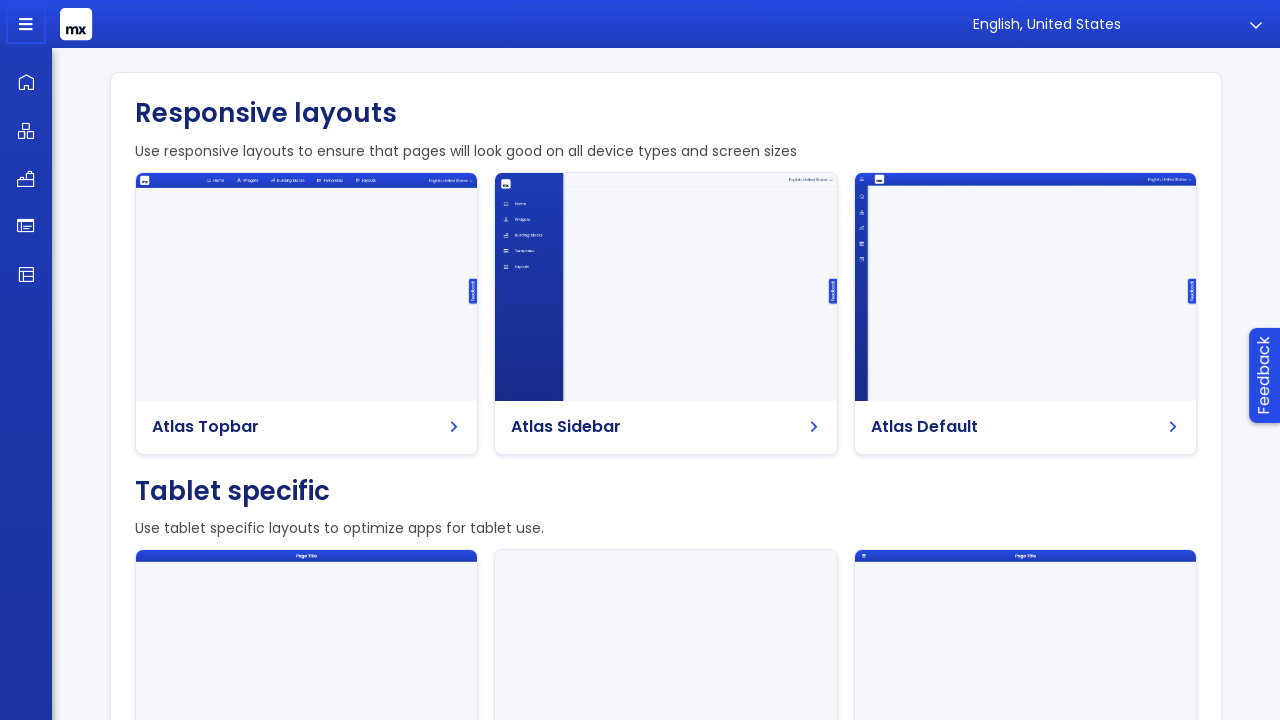 mx
English, United States
Responsive layouts
Use responsive layouts to ensure that pages will look good on all device types and screen sizes
mx
Home
Widgets
Building blocks
Templates
Layouts
English, United States
Feedback
mx
English, United States
Home
Widgets
Building blocks
Templates
Layouts
Feedback
mx
English, United States
Feedback
Atlas Topbar
Atlas Sidebar
Atlas Default
Feedback
Tablet specific
Use tablet specific layouts to optimize apps for tablet use.
Page Title
Page Title